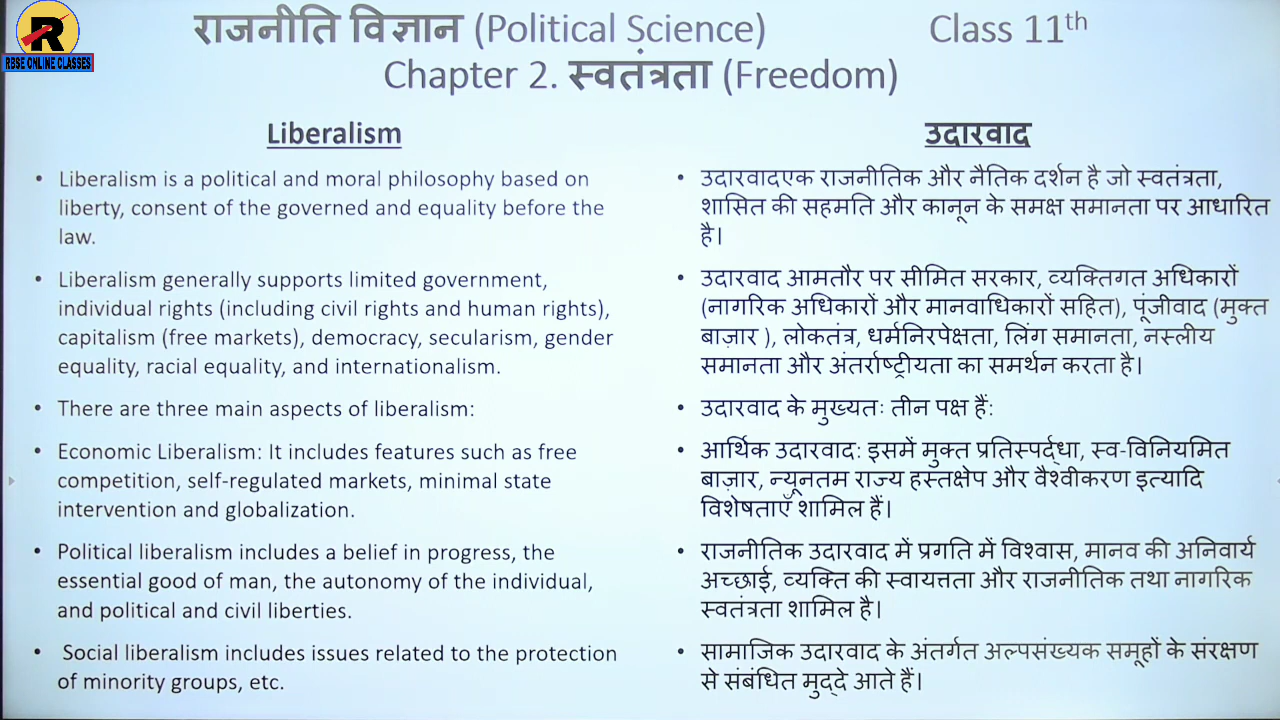 R
RBSE ONLINE CLASSES
राजनीति विज्ञान (Political Science) Class 11th
Chapter 2. स्वतंत्रता (Freedom)
Liberalism
• Liberalism is a political and moral philosophy based on
liberty, consent of the governed and equality before the
law.
• Liberalism generally supports limited government,
individual rights (including civil rights and human rights),
capitalism (free markets), democracy, secularism, gender
equality, racial equality, and internationalism.
• There are three main aspects of liberalism:
• Economic Liberalism: It includes features such as free
competition, self-regulated markets, minimal state
intervention and globalization.
• Political liberalism includes a belief in progress, the
essential good of man, the autonomy of the individual,
and political and civil liberties.
• Social liberalism includes issues related to the protection
of minority groups, etc.
उदारवाद
• उदारवादएक राजनीतिक और नैतिक दर्शन है जो स्वतंत्रता,
शासित की सहमति और कानून के समक्ष समानता पर आधारित
है।
• उदारवाद आमतौर पर सीमित सरकार, व्यक्तिगत अधिकारों
(नागरिक अधिकारों और मानवाधिकारों सहित), पूंजीवाद (मुक्त
बाज़ार ), लोकतंत्र, धर्मनिरपेक्षता, लिंग समानता, नस्लीय
समानता और अंतर्राष्ट्रीयता का समर्थन करता है।
• उदारवाद के मुख्यतः तीन पक्ष हैं:
• आर्थिक उदारवाद: इसमें मुक्त प्रतिस्पर्द्धा, स्व-विनियमित
बाज़ार, न्यूनतम राज्य हस्तक्षेप और वैश्वीकरण इत्यादि
विशेषताएँ शामिल हैं।
• राजनीतिक उदारवाद में प्रगति में विश्वास, मानव की अनिवार्य
अच्छाई, व्यक्ति की स्वायत्तता और राजनीतिक तथा नागरिक
स्वतंत्रता शामिल है।
• सामाजिक उदारवाद के अंतर्गत अल्पसंख्यक समूहों के संरक्षण
से संबंधित मुद्दे आते हैं।